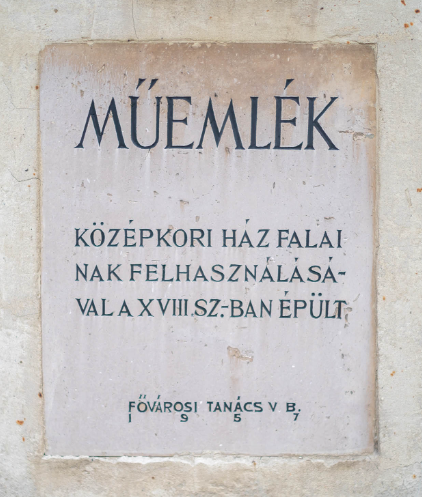 MŰEMLÉK
KÖZÉPKORI HÁZ FALAI
NAK FELHASZNÁLÁSÁ-
VAL A XVIII. SZ.-BAN ÉPÜLT
FŐVÁROSI TANÁCS V B.
1957